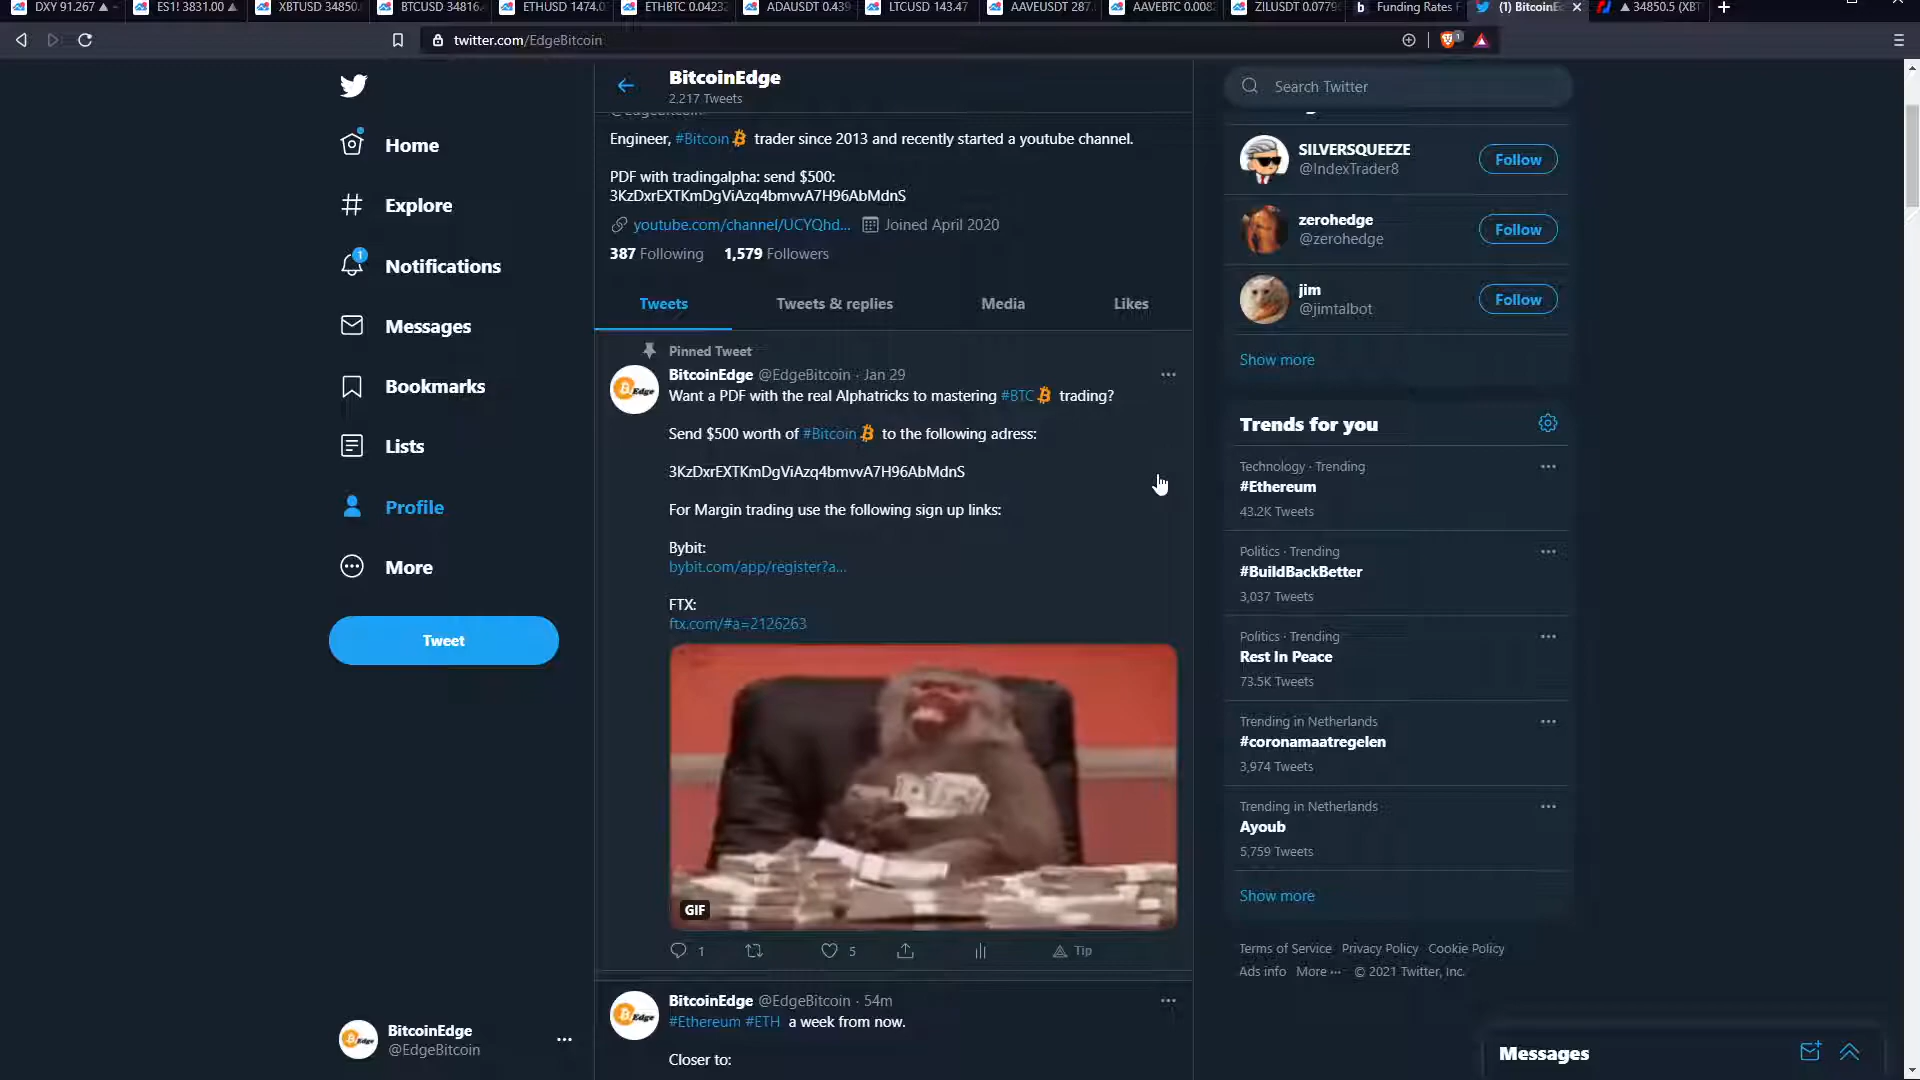 DXY 91.267
ES1! 3831.00
XBTUSD 34850.
BTCUSD 34816.
ETHUSD 1474.0
ETHBTC 0.04232
ADAUSDT 0.439
LTCUSD 143.47
AAVEUSDT 287.
AAVEBTC 0.0082
ZILUSDT 0.0779
Funding Rates
(1) BitcoinE
34850.5 (XBT
twitter.com/EdgeBitcoin
Home
Explore
Notifications
Messages
Bookmarks
Lists
Profile
More
Tweet
BitcoinEdge
@EdgeBitcoin
BitcoinEdge
2,217 Tweets
Engineer, #Bitcoin trader since 2013 and recently started a youtube channel.
PDF with tradingalpha: send $500:
3KzDxrEXTKmDgViAzq4bmvvA7H96AbMdnS
youtube.com/channel/UCYQhd... Joined April 2020
387 Following 1,579 Followers
Tweets Tweets & replies Media Likes
Pinned Tweet
BitcoinEdge @EdgeBitcoin · Jan 29
Want a PDF with the real Alphatricks to mastering #BTC trading?
Send $500 worth of #Bitcoin to the following adress:
3KzDxrEXTKmDgViAzq4bmvvA7H96AbMdnS
For Margin trading use the following sign up links:
Bybit:
bybit.com/app/register?a...
FTX:
ftx.com/#a=2126263
GIF
1 5 Tip
BitcoinEdge @EdgeBitcoin · 54m
#Ethereum #ETH a week from now.
Closer to:
Search Twitter
SILVERSQUEEZE
@IndexTrader8
Follow
zerohedge
@zerohedge
Follow
jim
@jimtalbot
Follow
Show more
Trends for you
Technology · Trending
#Ethereum
43.2K Tweets
Politics · Trending
#BuildBackBetter
3,037 Tweets
Politics · Trending
Rest In Peace
73.5K Tweets
Trending in Netherlands
#coronamaatregelen
3,974 Tweets
Trending in Netherlands
Ayoub
5,759 Tweets
Show more
Terms of Service Privacy Policy Cookie Policy
Ads info More ··· © 2021 Twitter, Inc.
Messages